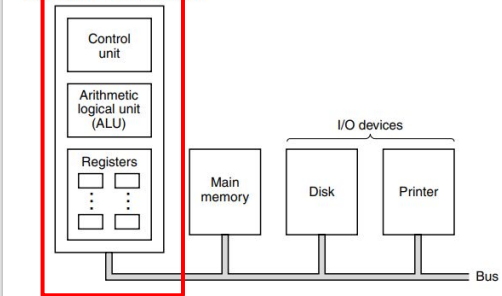 Control
unit
Arithmetic
logical unit
(ALU)
Registers
Main
memory
I/O devices
Disk
Printer
Bus